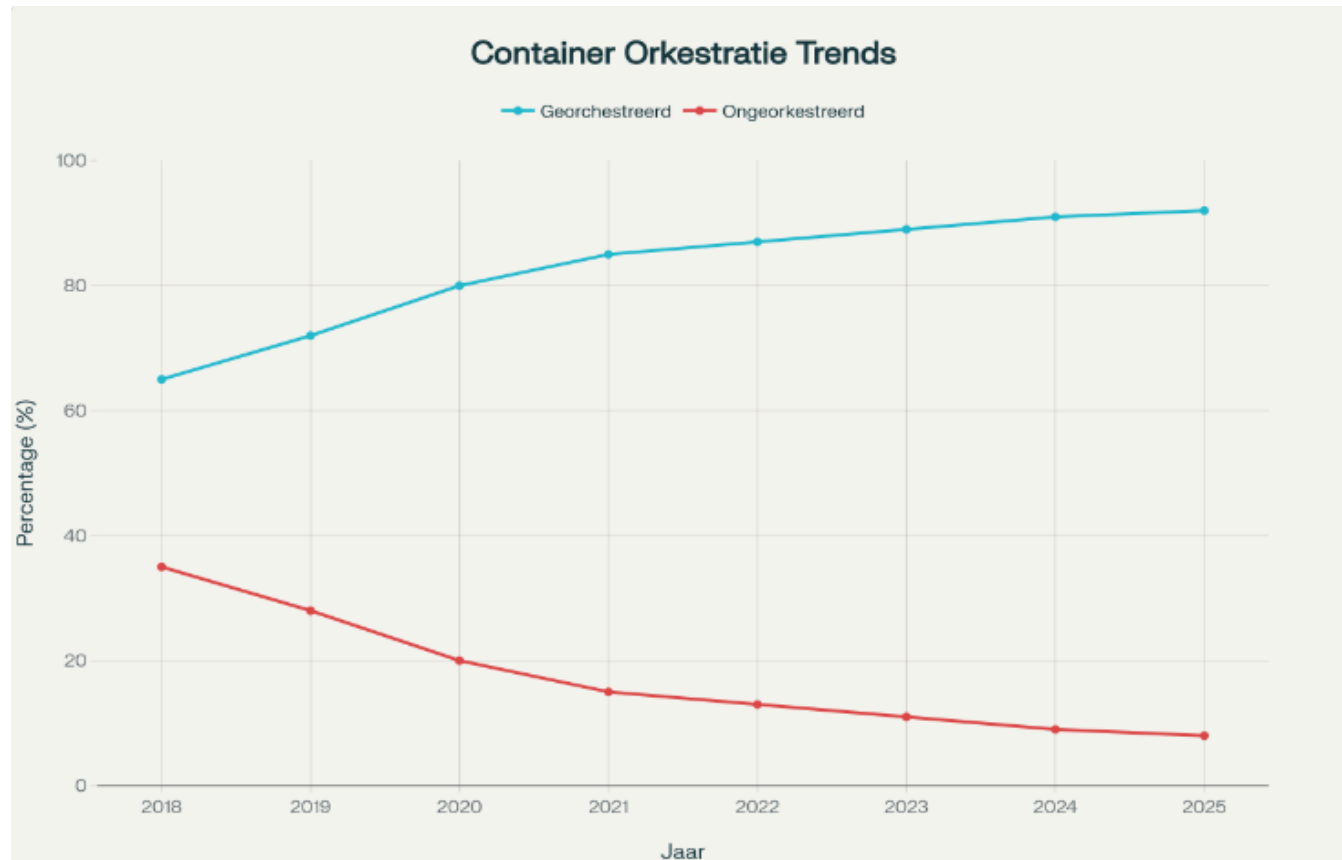 Container Orkestratie Trends
Georchestreerd Ongeorkestreerd
100
80
60
40
20
0
Percentage (%)
2018 2019 2020 2021 2022 2023 2024 2025
Jaar